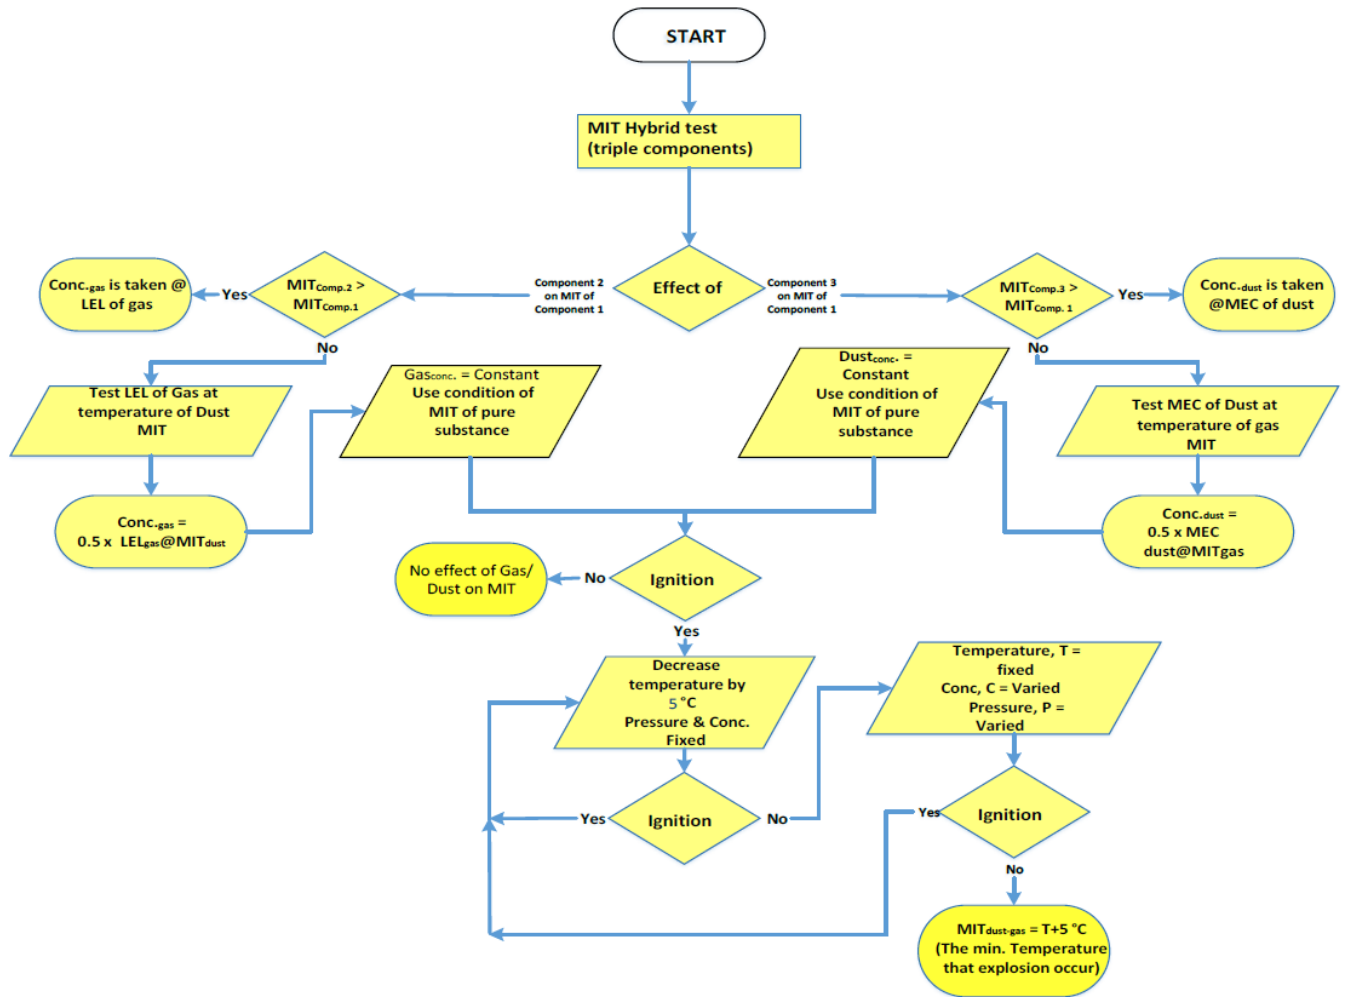 START
MIT Hybrid test
(triple components)
Effect of
Component 2
on MIT of
Component 1
Component 3
on MIT of
Component 1
MITComp.2 >
MITComp.1
Yes
Conc.gas is taken @
LEL of gas
No
MITComp.3 >
MITComp. 1
Yes
Conc.dust is taken
@MEC of dust
No
Test LEL of Gas at
temperature of Dust
MIT
Gasconc. = Constant
Use condition of
MIT of pure
substance
Dustconc. =
Constant
Use condition of
MIT of pure
substance
Test MEC of Dust at
temperature of gas
MIT
Conc.gas =
0.5 x LELgas@MITdust
Conc.dust =
0.5 x MEC
dust@MITgas
Ignition
No
No effect of Gas/
Dust on MIT
Yes
Decrease
temperature by
5 °C
Pressure & Conc.
Fixed
Temperature, T =
fixed
Conc, C = Varied
Pressure, P =
Varied
Ignition
Yes
No
Ignition
Yes
No
MITdust-gas = T+5 °C
(The min. Temperature
that explosion occur)